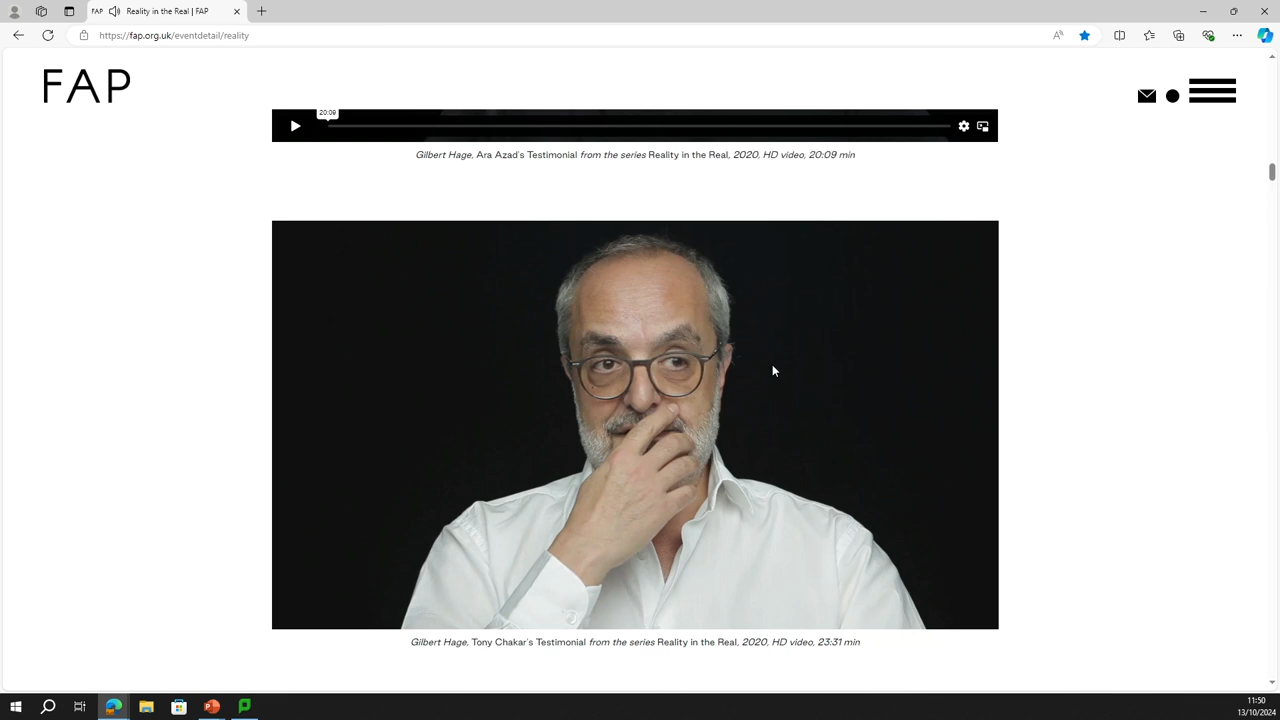 FAP
Reality in the Real | FAP
https://fap.org.uk/eventdetail/reality
FAP
20:09
Gilbert Hage, Ara Azad's Testimonial from the series Reality in the Real, 2020, HD video, 20:09 min
Gilbert Hage, Tony Chakar's Testimonial from the series Reality in the Real, 2020, HD video, 23:31 min
11:50
13/10/2024